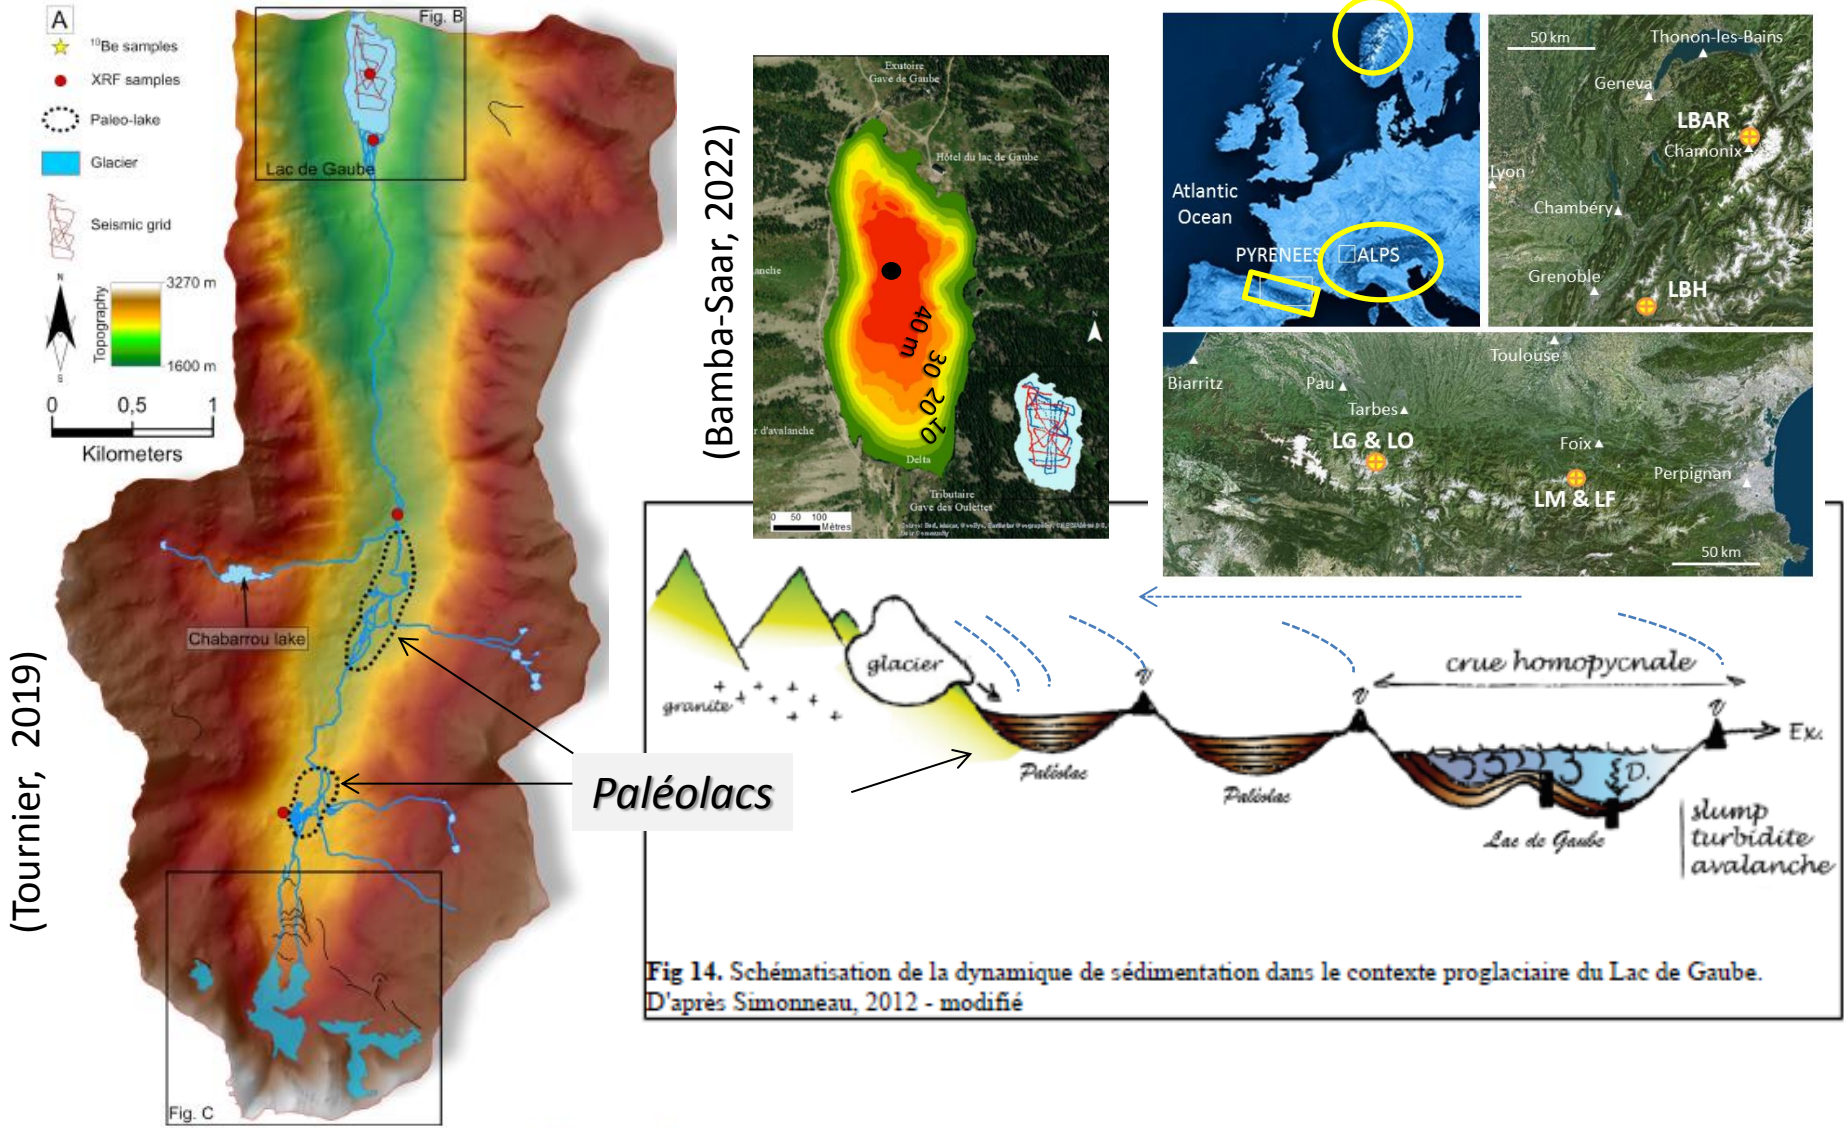 A
Fig. B
¹⁰Be samples
XRF samples
Paleo-lake
Glacier
Seismic grid
N
S
Topography
3270 m
1600 m
0 0,5 1
Kilometers
Lac de Gaube
Chabarrou lake
Fig. C
(Tournier, 2019)
Paléolacs
(Bamba-Saar, 2022)
Exutoire
Gave de Gaube
Hôtel du lac de Gaube
anche
r d'avalanche
40 m
30
20
10
Delta
Tributaire
Gave des Oulettes
N
0 50 100
Mètres
Atlantic
Ocean
PYRENEES
ALPS
50 km
Thonon-les-Bains
Geneva
LBAR
Chamonix
Lyon
Chambéry
Grenoble
LBH
Toulouse
Biarritz
Pau
Tarbes
LG & LO
Foix
Perpignan
LM & LF
50 km
glacier
granite
Paléolac
Paléolac
crue homopycnale
Ex.
D.
Lac de Gaube
slump
turbidite
avalanche
Fig 14. Schématisation de la dynamique de sédimentation dans le contexte proglaciaire du Lac de Gaube.
D'après Simonneau, 2012 - modifié